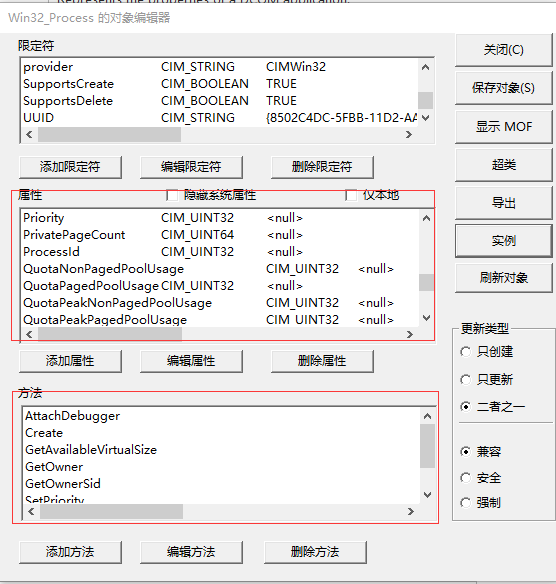 Represents the properties of a DCOM application.
Win32_Process 的对象编辑器
限定符
provider CIM_STRING CIMWin32
SupportsCreate CIM_BOOLEAN TRUE
SupportsDelete CIM_BOOLEAN TRUE
UUID CIM_STRING {8502C4DC-5FBB-11D2-AA
添加限定符 编辑限定符 删除限定符
属性 隐藏系统属性 仅本地
Priority CIM_UINT32 <null>
PrivatePageCount CIM_UINT64 <null>
ProcessId CIM_UINT32 <null>
QuotaNonPagedPoolUsage CIM_UINT32 <null>
QuotaPagedPoolUsage CIM_UINT32 <null>
QuotaPeakNonPagedPoolUsage CIM_UINT32 <null>
QuotaPeakPagedPoolUsage CIM_UINT32 <null>
添加属性 编辑属性 删除属性
方法
AttachDebugger
Create
GetAvailableVirtualSize
GetOwner
GetOwnerSid
SetPriority
添加方法 编辑方法 删除方法
关闭(C)
保存对象(S)
显示 MOF
超类
导出
实例
刷新对象
更新类型
只创建
只更新
二者之一
兼容
安全
强制